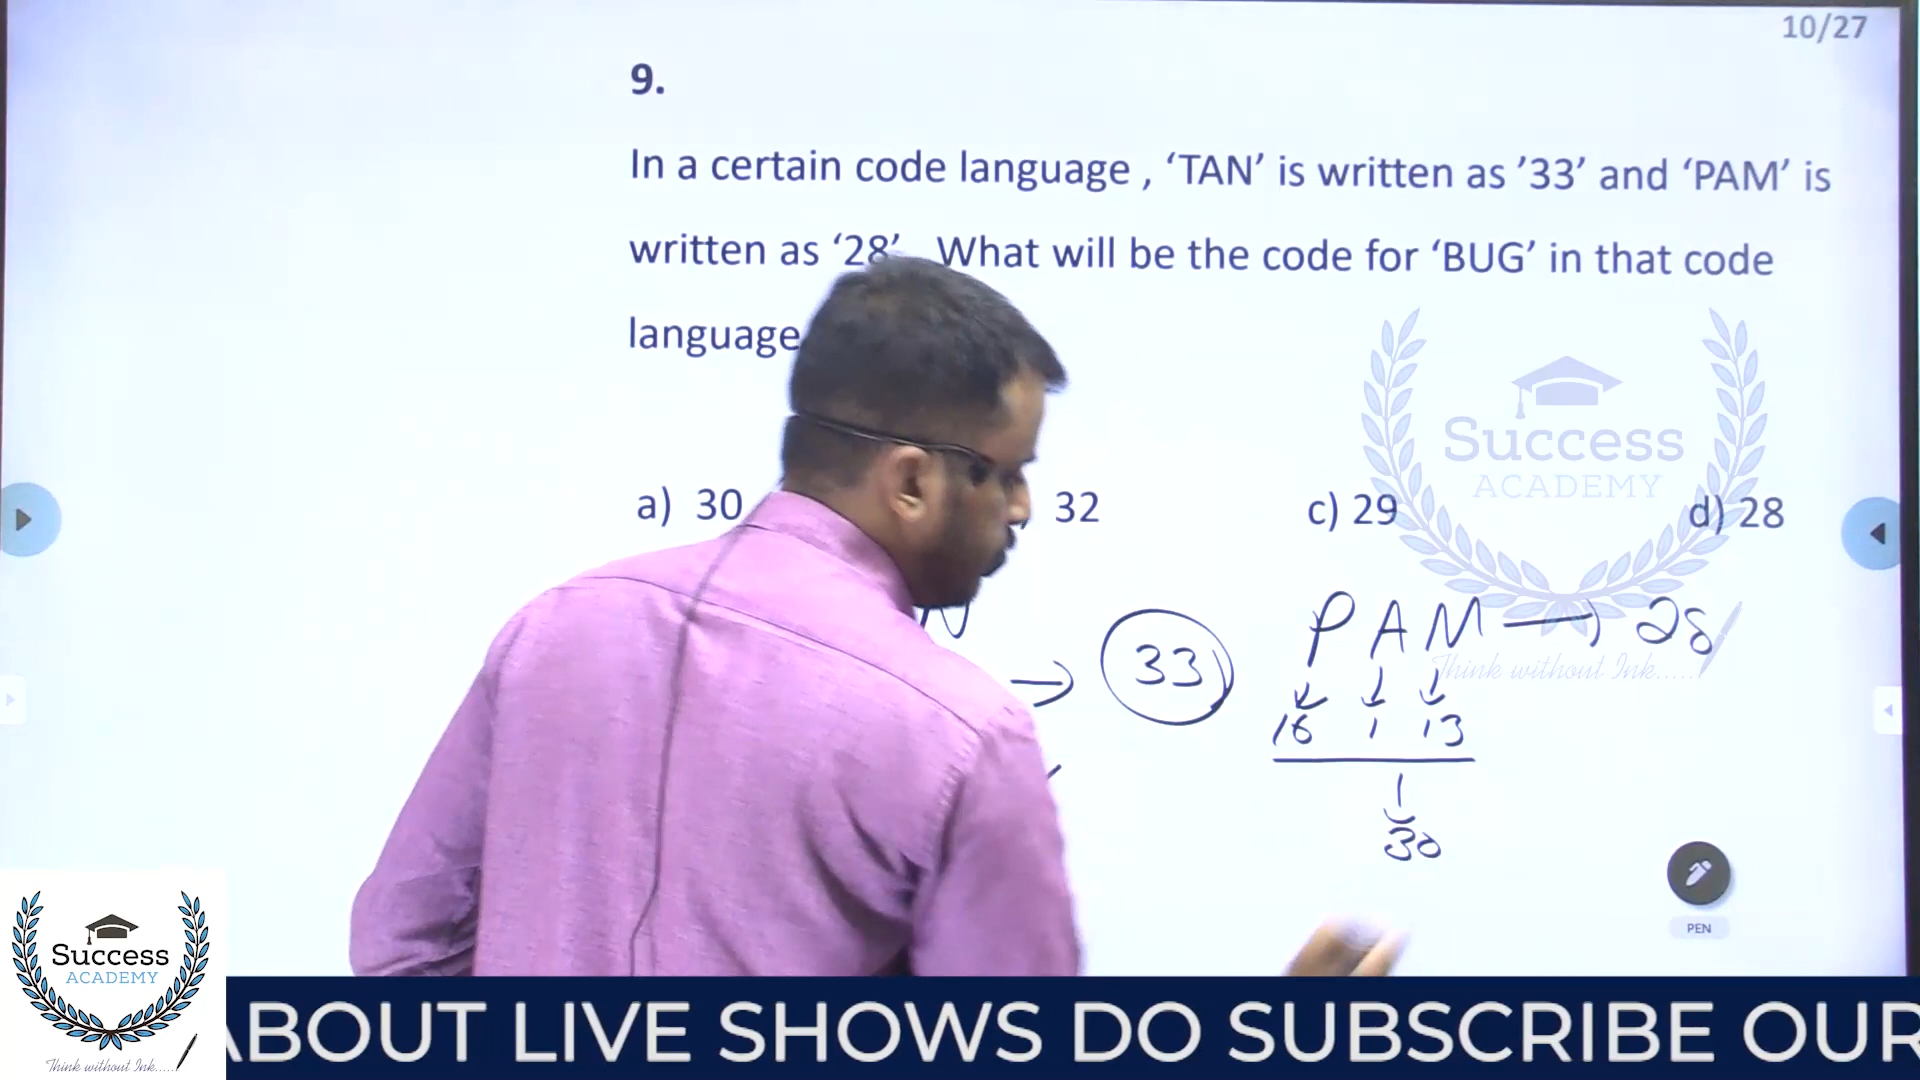 10/27
9.
In a certain code language , ‘TAN’ is written as ’33’ and ‘PAM’ is
written as ‘28’ What will be the code for ‘BUG’ in that code
language
a) 30 32 c) 29 d) 28
Success
ACADEMY
Think without Ink.....
N → 33
P A M → 28
16 1 13
30
PEN
Success
ACADEMY
Think without Ink.....
ABOUT LIVE SHOWS DO SUBSCRIBE OUR